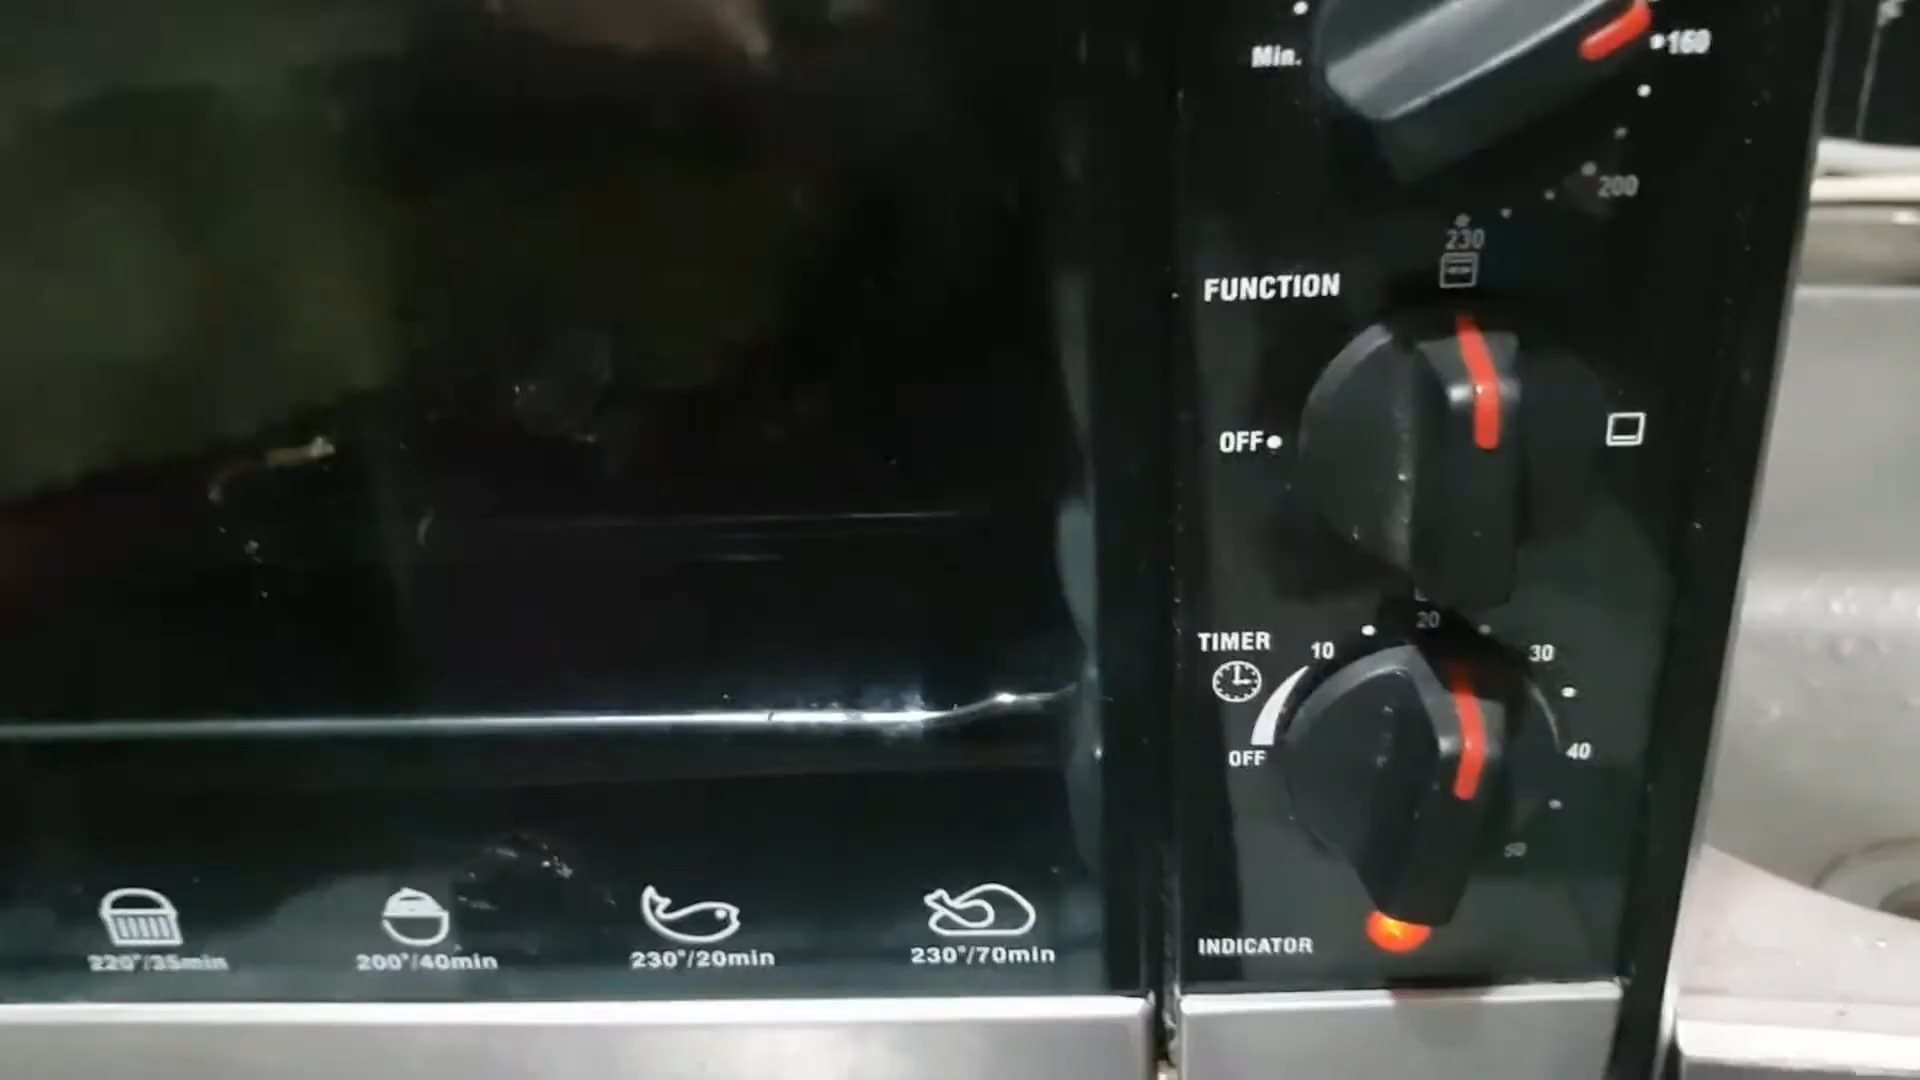 Min.
160
200
230
FUNCTION
OFF
TIMER
10
20
30
40
OFF
INDICATOR
220°/35min
200°/40min
230°/20min
230°/70min